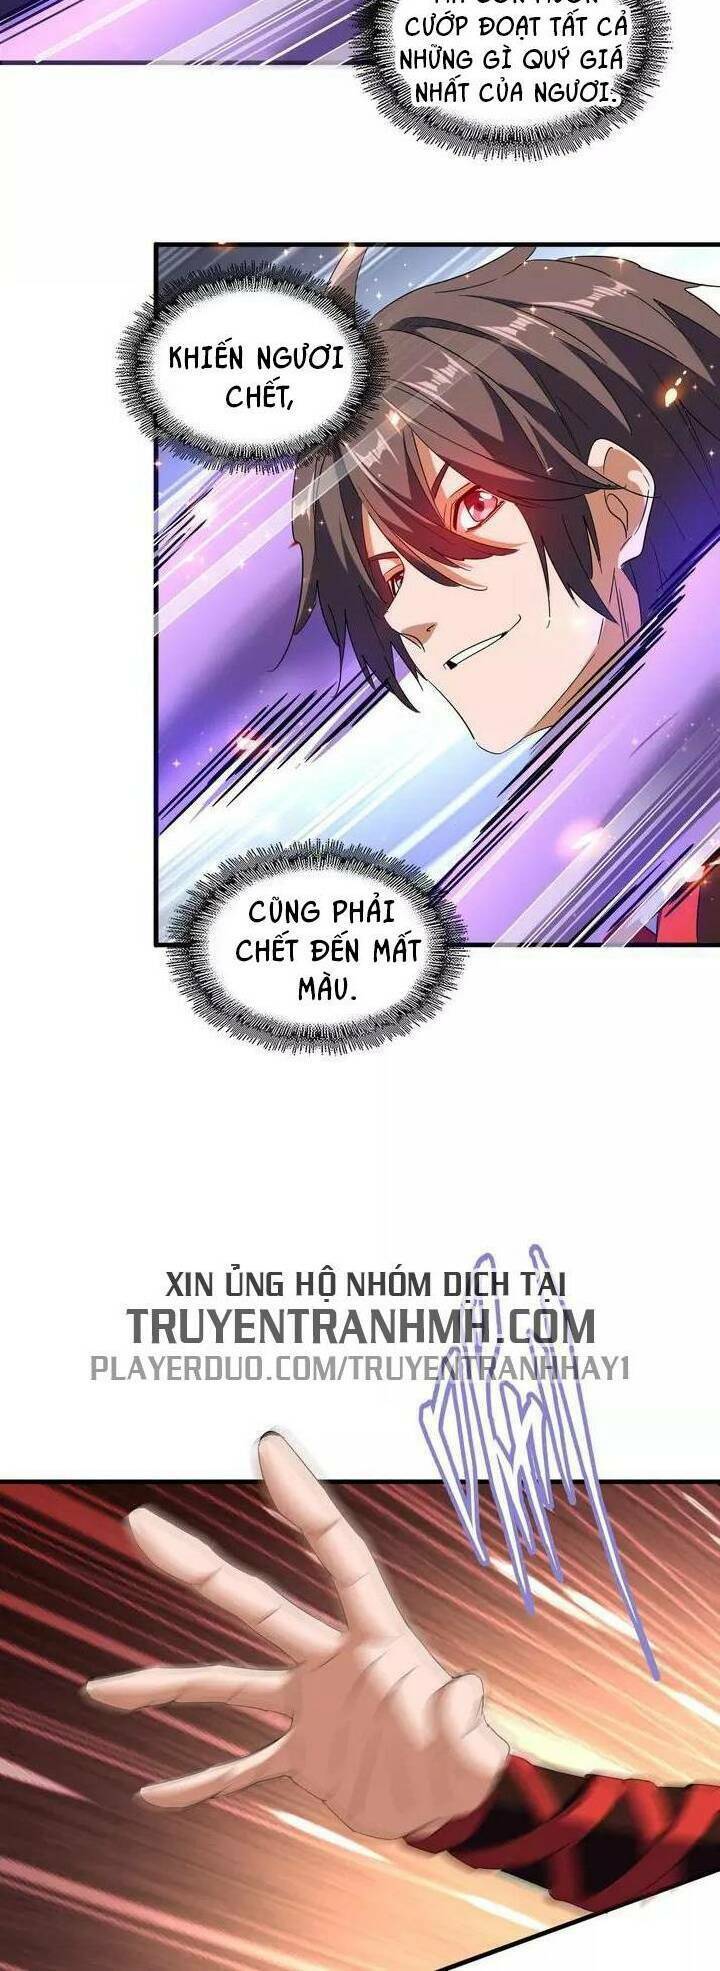 CƯỚP ĐOẠT TẤT CẢ
NHỮNG GÌ QUÝ GIÁ
NHẤT CỦA NGƯƠI.
KHIẾN NGƯƠI
CHẾT,
CŨNG PHẢI
CHẾT ĐẾN MẤT
MÀU.
XIN ỦNG HỘ NHÓM DỊCH TẠI
TRUYENTRANHMH.COM
PLAYERDUO.COM/TRUYENTRANHHAY1